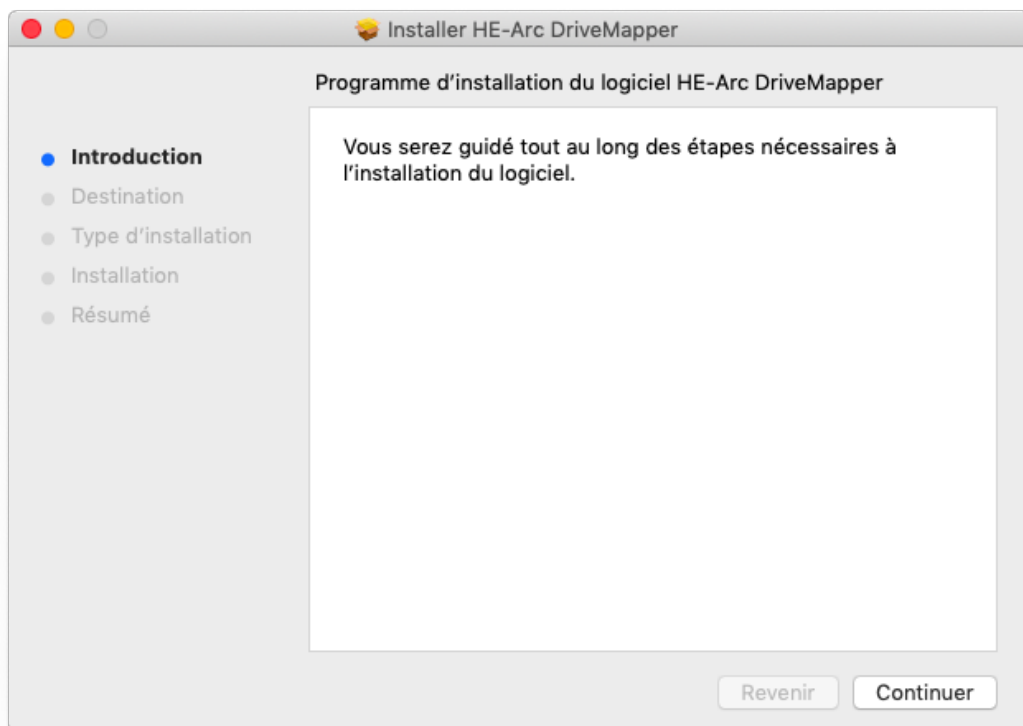 Installer HE-Arc DriveMapper
Programme d’installation du logiciel HE-Arc DriveMapper
Introduction
Destination
Type d’installation
Installation
Résumé
Vous serez guidé tout au long des étapes nécessaires à
l’installation du logiciel.
Revenir
Continuer